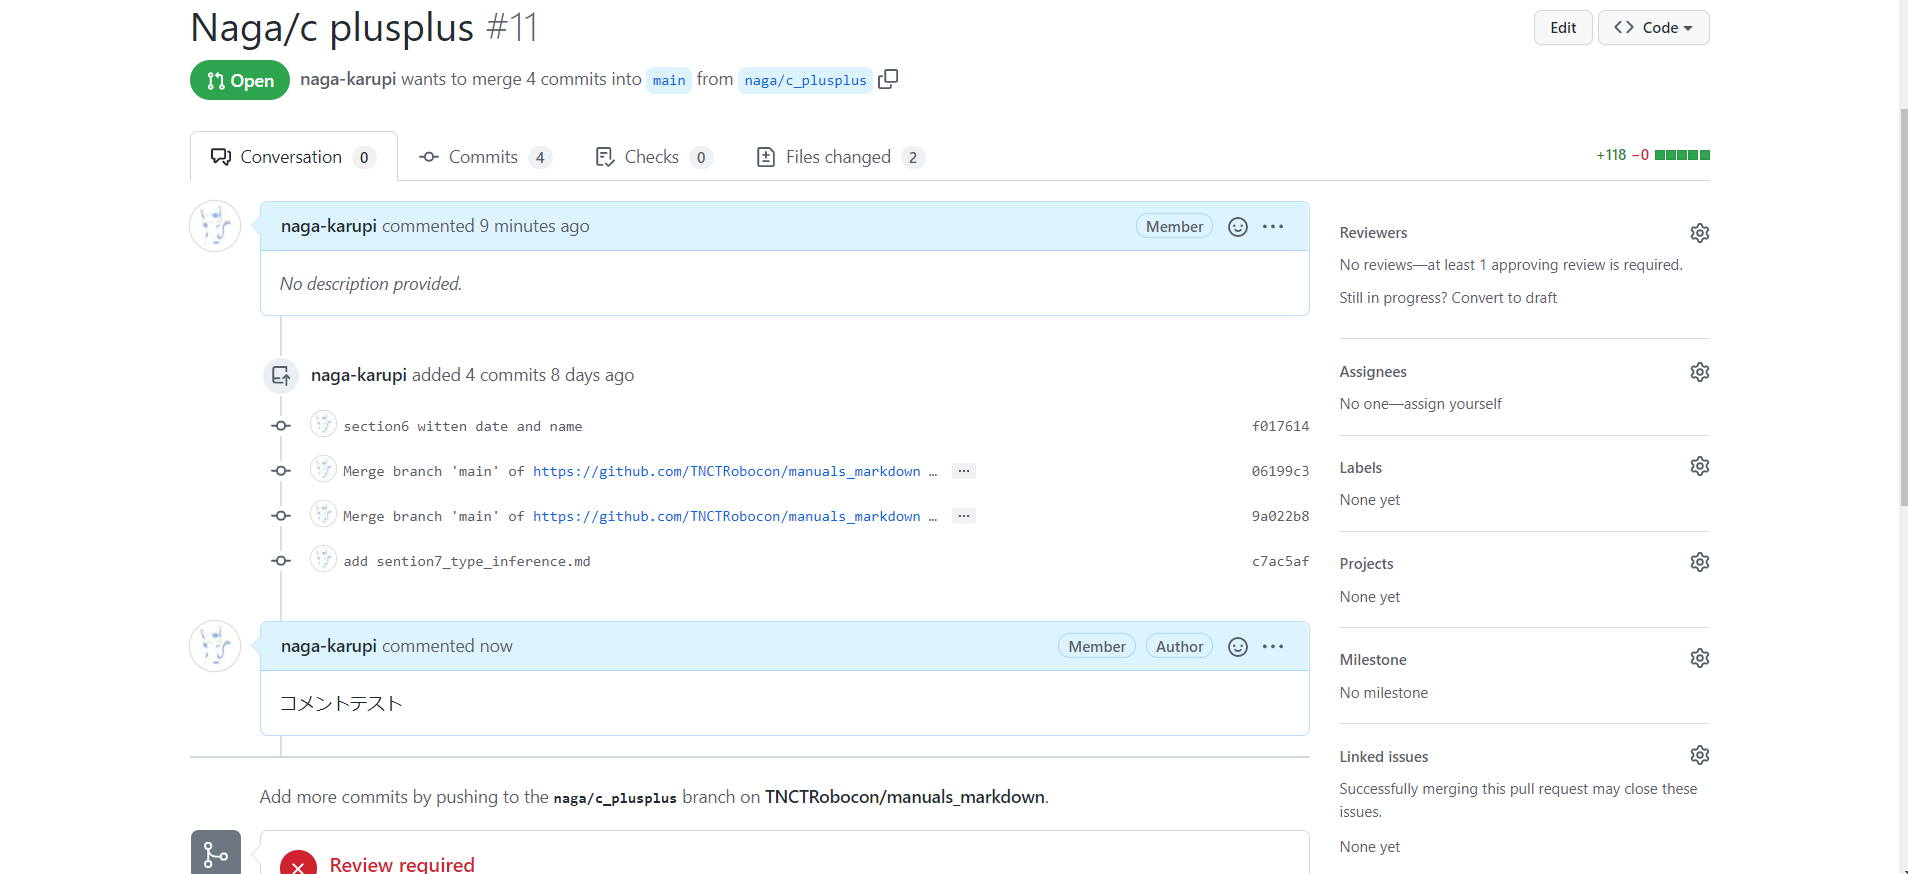 Naga/c plusplus #11
Edit
Code
Open
naga-karupi wants to merge 4 commits into main from naga/c_plusplus
Conversation 0
Commits 4
Checks 0
Files changed 2
+118 −0
naga-karupi commented 9 minutes ago
Member
No description provided.
naga-karupi added 4 commits 8 days ago
section6 witten date and name
f017614
Merge branch 'main' of https://github.com/TNCTRobocon/manuals_markdown …
06199c3
Merge branch 'main' of https://github.com/TNCTRobocon/manuals_markdown …
9a022b8
add sention7_type_inference.md
c7ac5af
naga-karupi commented now
Member
Author
コメントテスト
Add more commits by pushing to the naga/c_plusplus branch on TNCTRobocon/manuals_markdown.
Review required
Reviewers
No reviews—at least 1 approving review is required.
Still in progress? Convert to draft
Assignees
No one—assign yourself
Labels
None yet
Projects
None yet
Milestone
No milestone
Linked issues
Successfully merging this pull request may close these
issues.
None yet